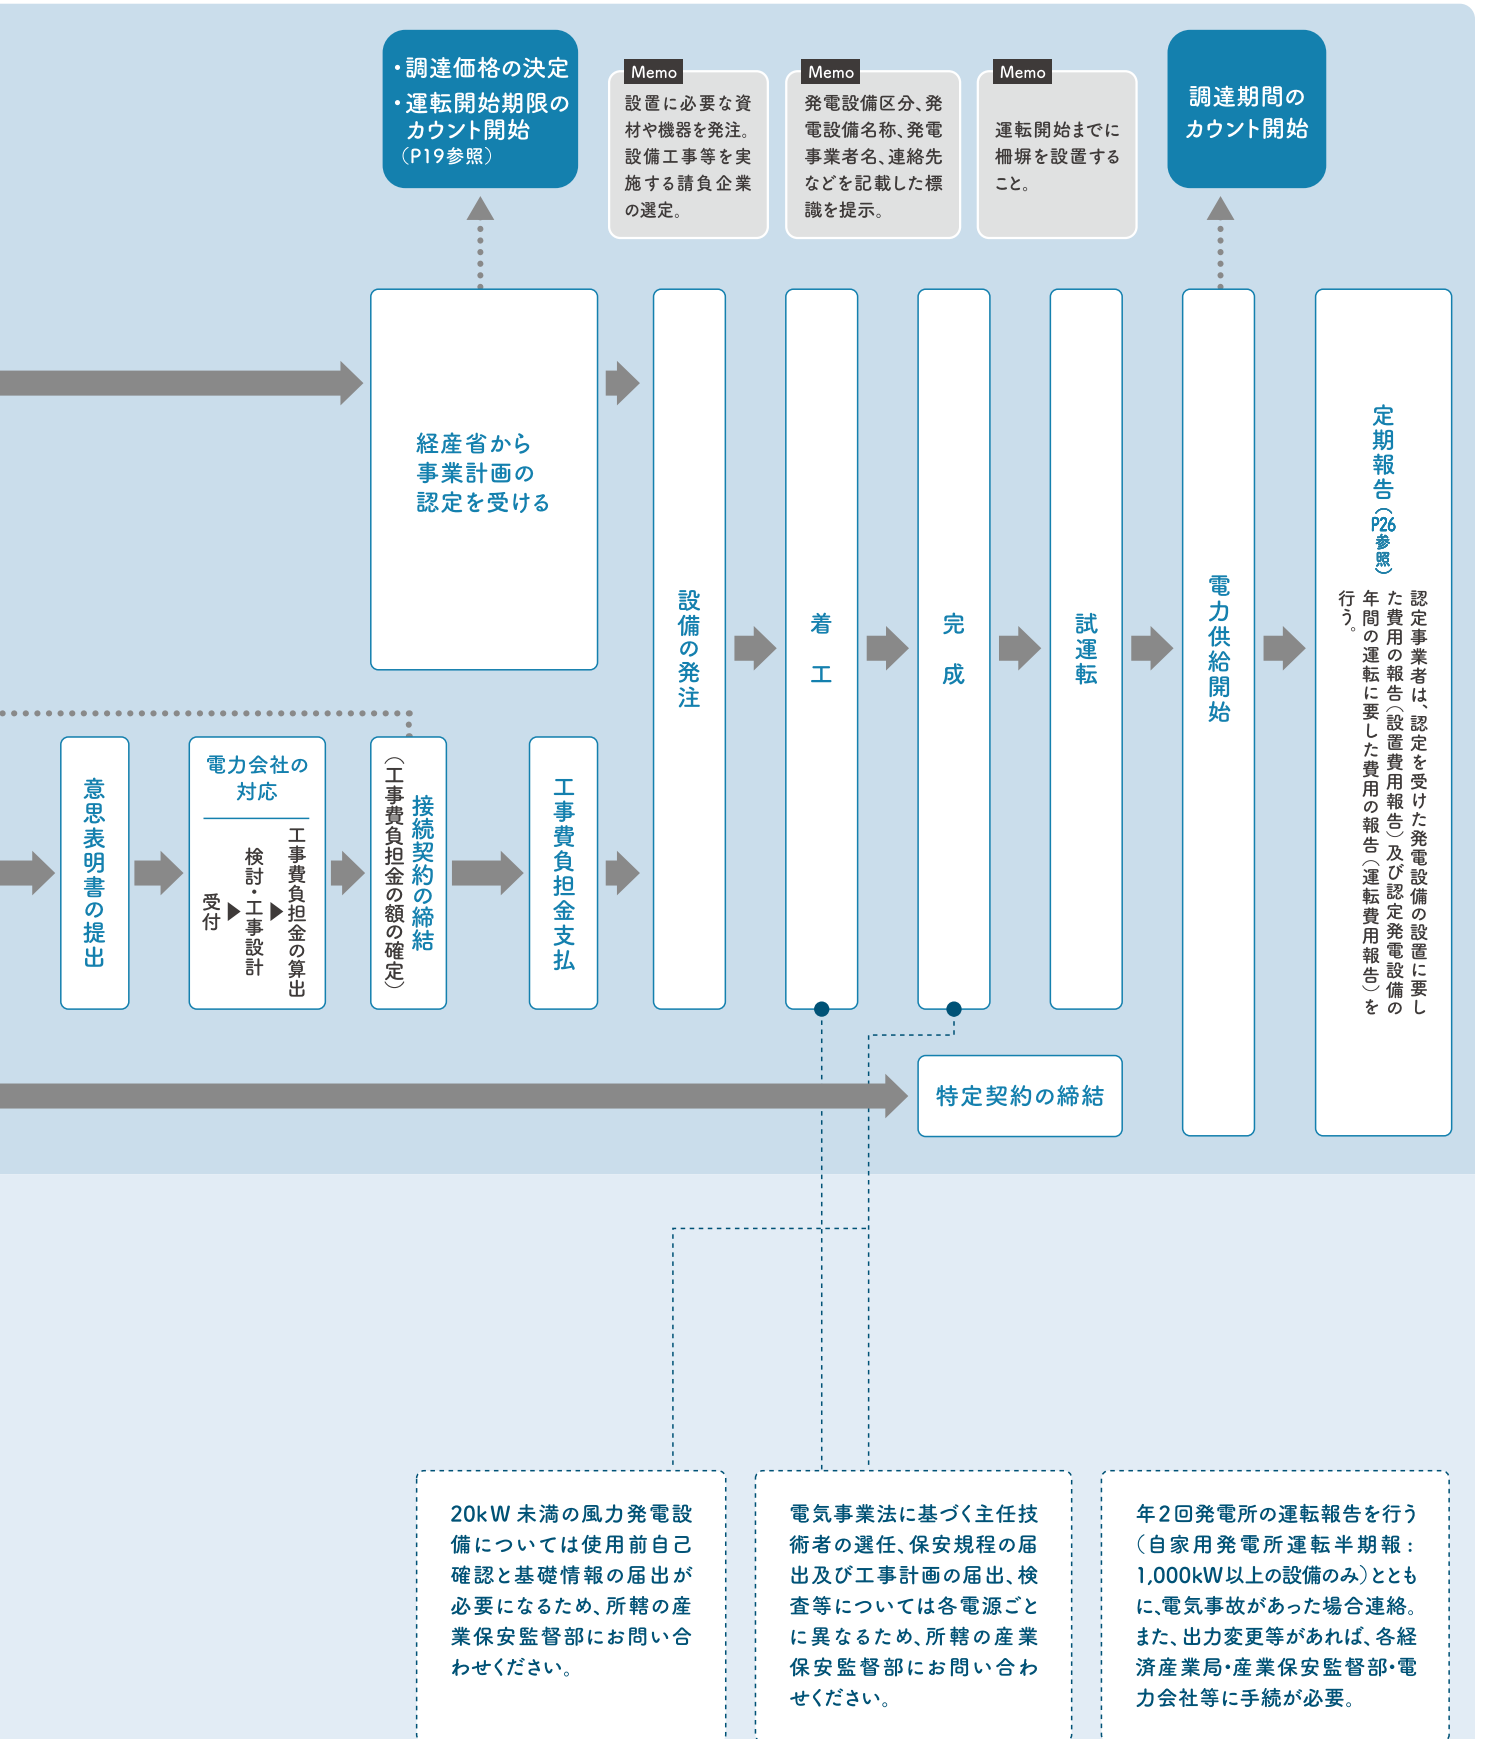 ・調達価格の決定
・運転開始期限の
カウント開始
（P19参照）
Memo
設置に必要な資
材や機器を発注。
設備工事等を実
施する請負企業
の選定。
Memo
発電設備区分、発
電設備名称、発電
事業者名、連絡先
などを記載した標
識を提示。
Memo
運転開始までに
柵塀を設置する
こと。
調達期間の
カウント開始
経産省から
事業計画の
認定を受ける
意思表明書の提出
電力会社の
対応
受付
▶
検討・工事設計
▶
工事費負担金の算出
接続契約の締結
（工事費負担金の額の確定）
工事費負担金支払
設備の発注
着工
完成
試運転
特定契約の締結
電力供給開始
定期報告（P26参照）
認定事業者は、認定を受けた発電設備の設置に要し
た費用の報告（設置費用報告）及び認定発電設備の
年間の運転に要した費用の報告（運転費用報告）を
行う。
20kW 未満の風力発電設
備については使用前自己
確認と基礎情報の届出が
必要になるため、所轄の産
業保安監督部にお問い合
わせください。
電気事業法に基づく主任技
術者の選任、保安規程の届
出及び工事計画の届出、検
査等については各電源ごと
に異なるため、所轄の産業
保安監督部にお問い合わ
せください。
年2回発電所の運転報告を行う
（自家用発電所運転半期報：
1,000kW以上の設備のみ）ととも
に、電気事故があった場合連絡。
また、出力変更等があれば、各経
済産業局・産業保安監督部・電
力会社等に手続が必要。